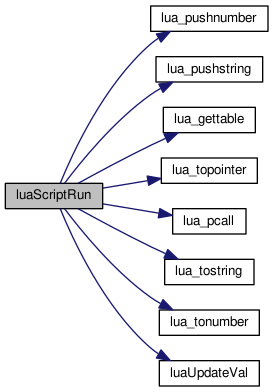 lua_pushnumber
lua_pushstring
lua_gettable
lua_topointer
luaScriptRun
lua_pcall
lua_tostring
lua_tonumber
luaUpdateVal